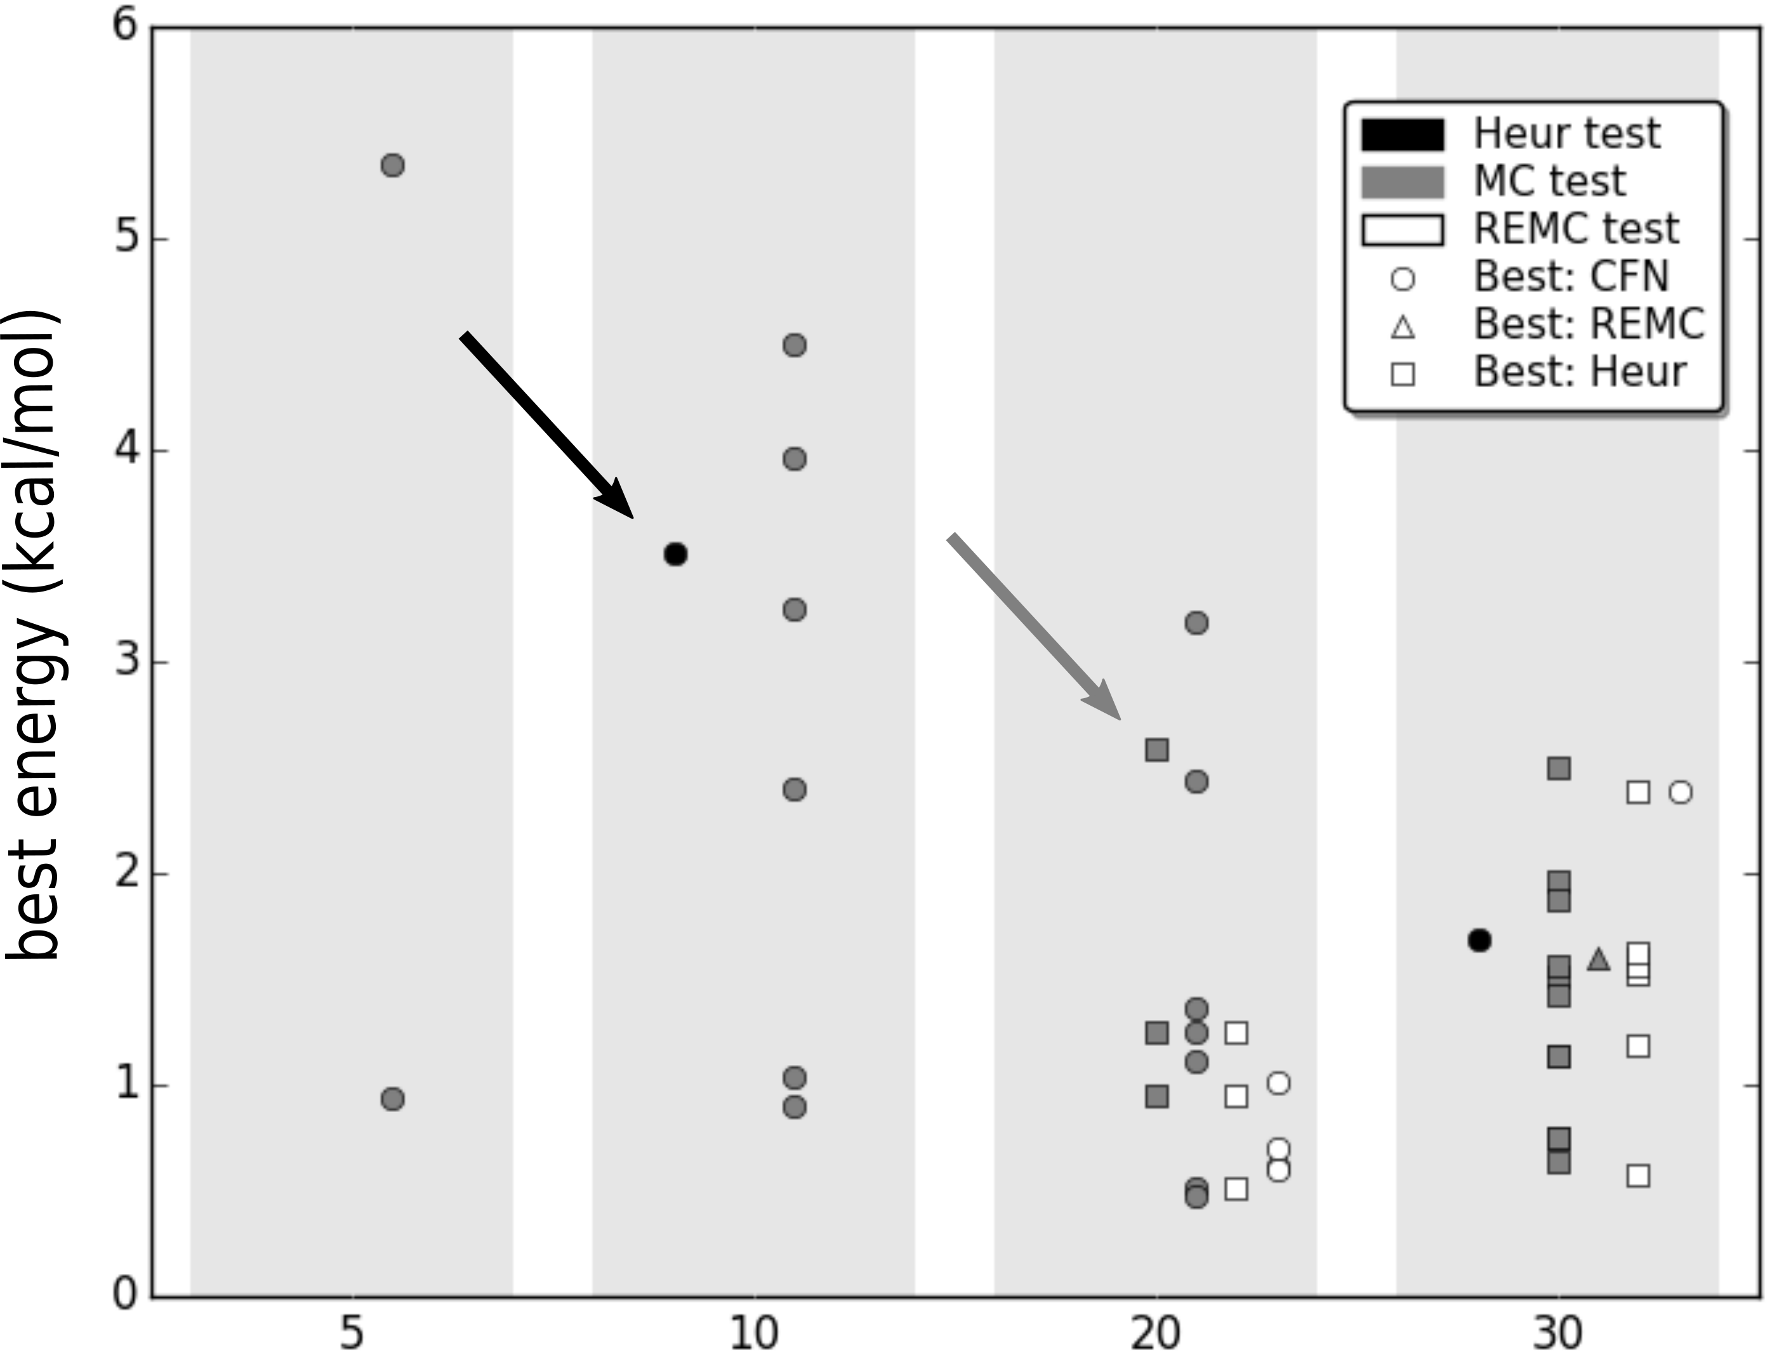 best energy (kcal/mol)
6
5
4
3
2
1
0
5 10 20 30
Heur test
MC test
REMC test
Best: CFN
Best: REMC
Best: Heur